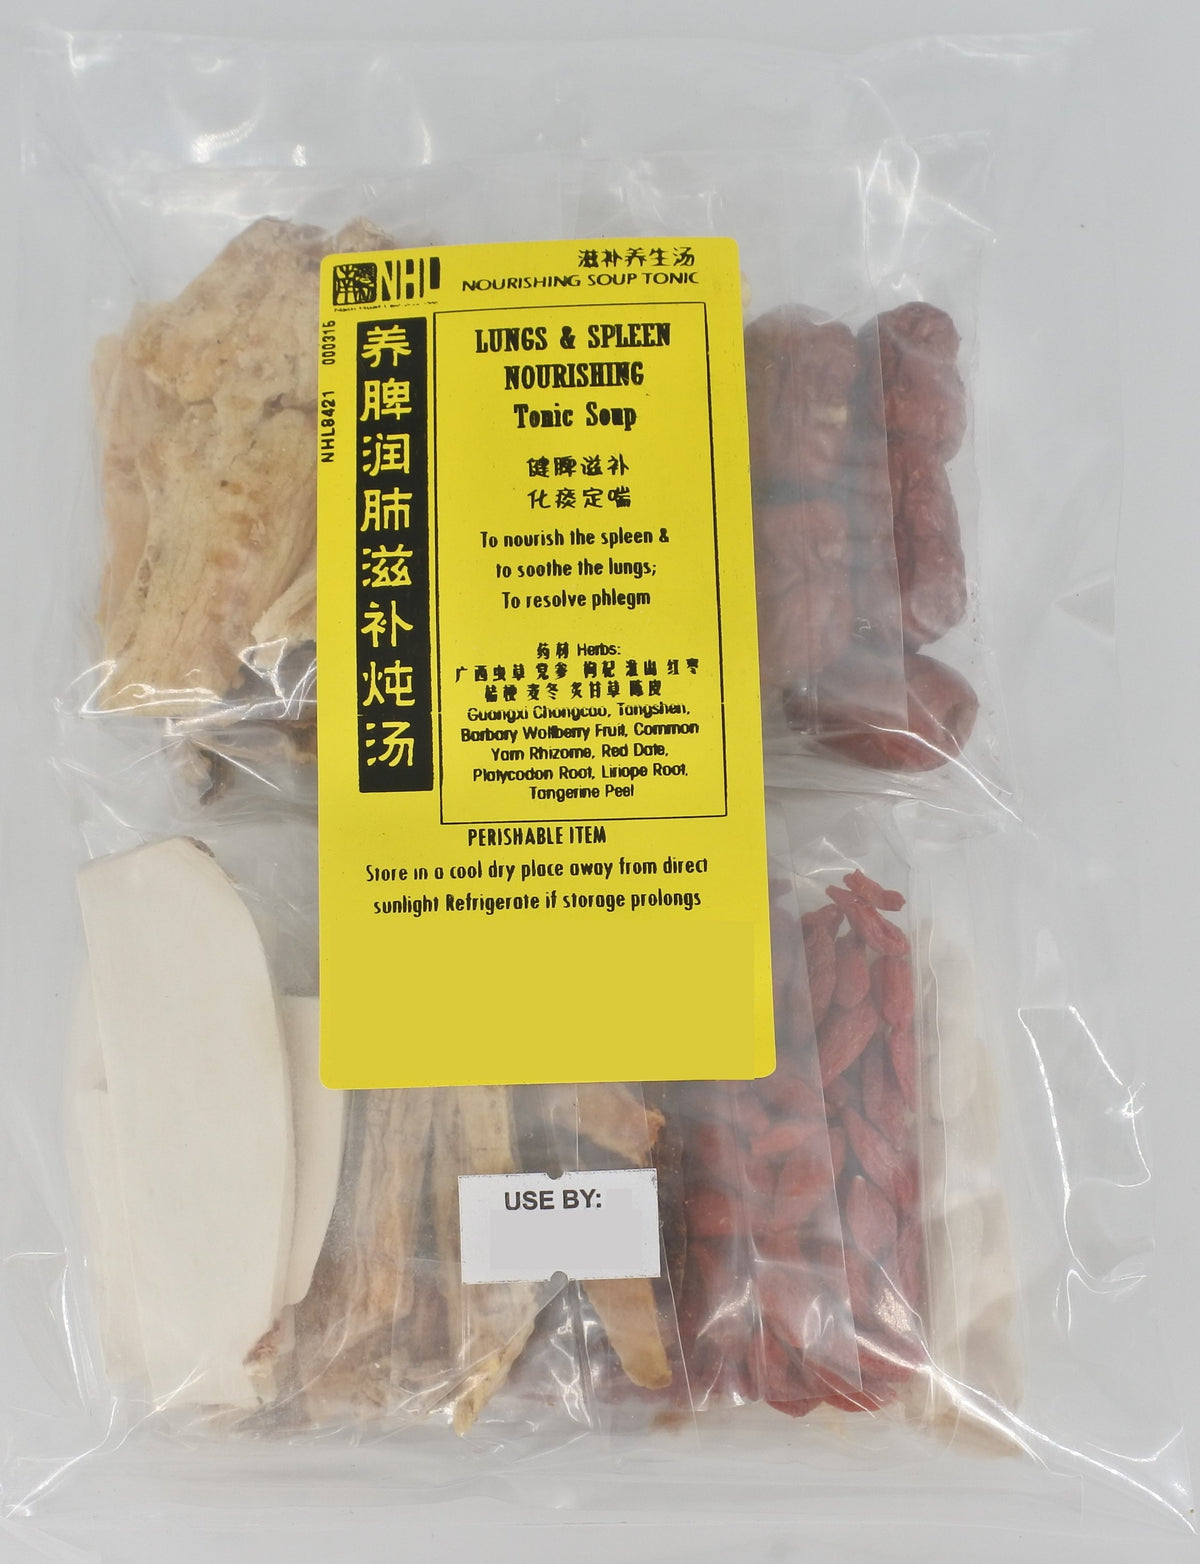 NHL
滋补养生汤
NOURISHING SOUP TONIC
NHL8421 000315
养脾润肺滋补炖汤
LUNGS & SPLEEN
NOURISHING
Tonic Soup
健脾滋补
化痰定喘
To nourish the spleen &
to soothe the lungs;
To resolve phlegm
药材 Herbs:
广西虫草 党参 枸杞 淮山 红枣
桔梗 麦冬 炙甘草 陈皮
Guangxi Chongcao, Tangshen,
Barbary Wolfberry Fruit, Common
Yam Rhizome, Red Date,
Platycodon Root, Liriope Root,
Tangerine Peel
PERISHABLE ITEM
Store in a cool dry place away from direct
sunlight Refrigerate if storage prolongs
USE BY: